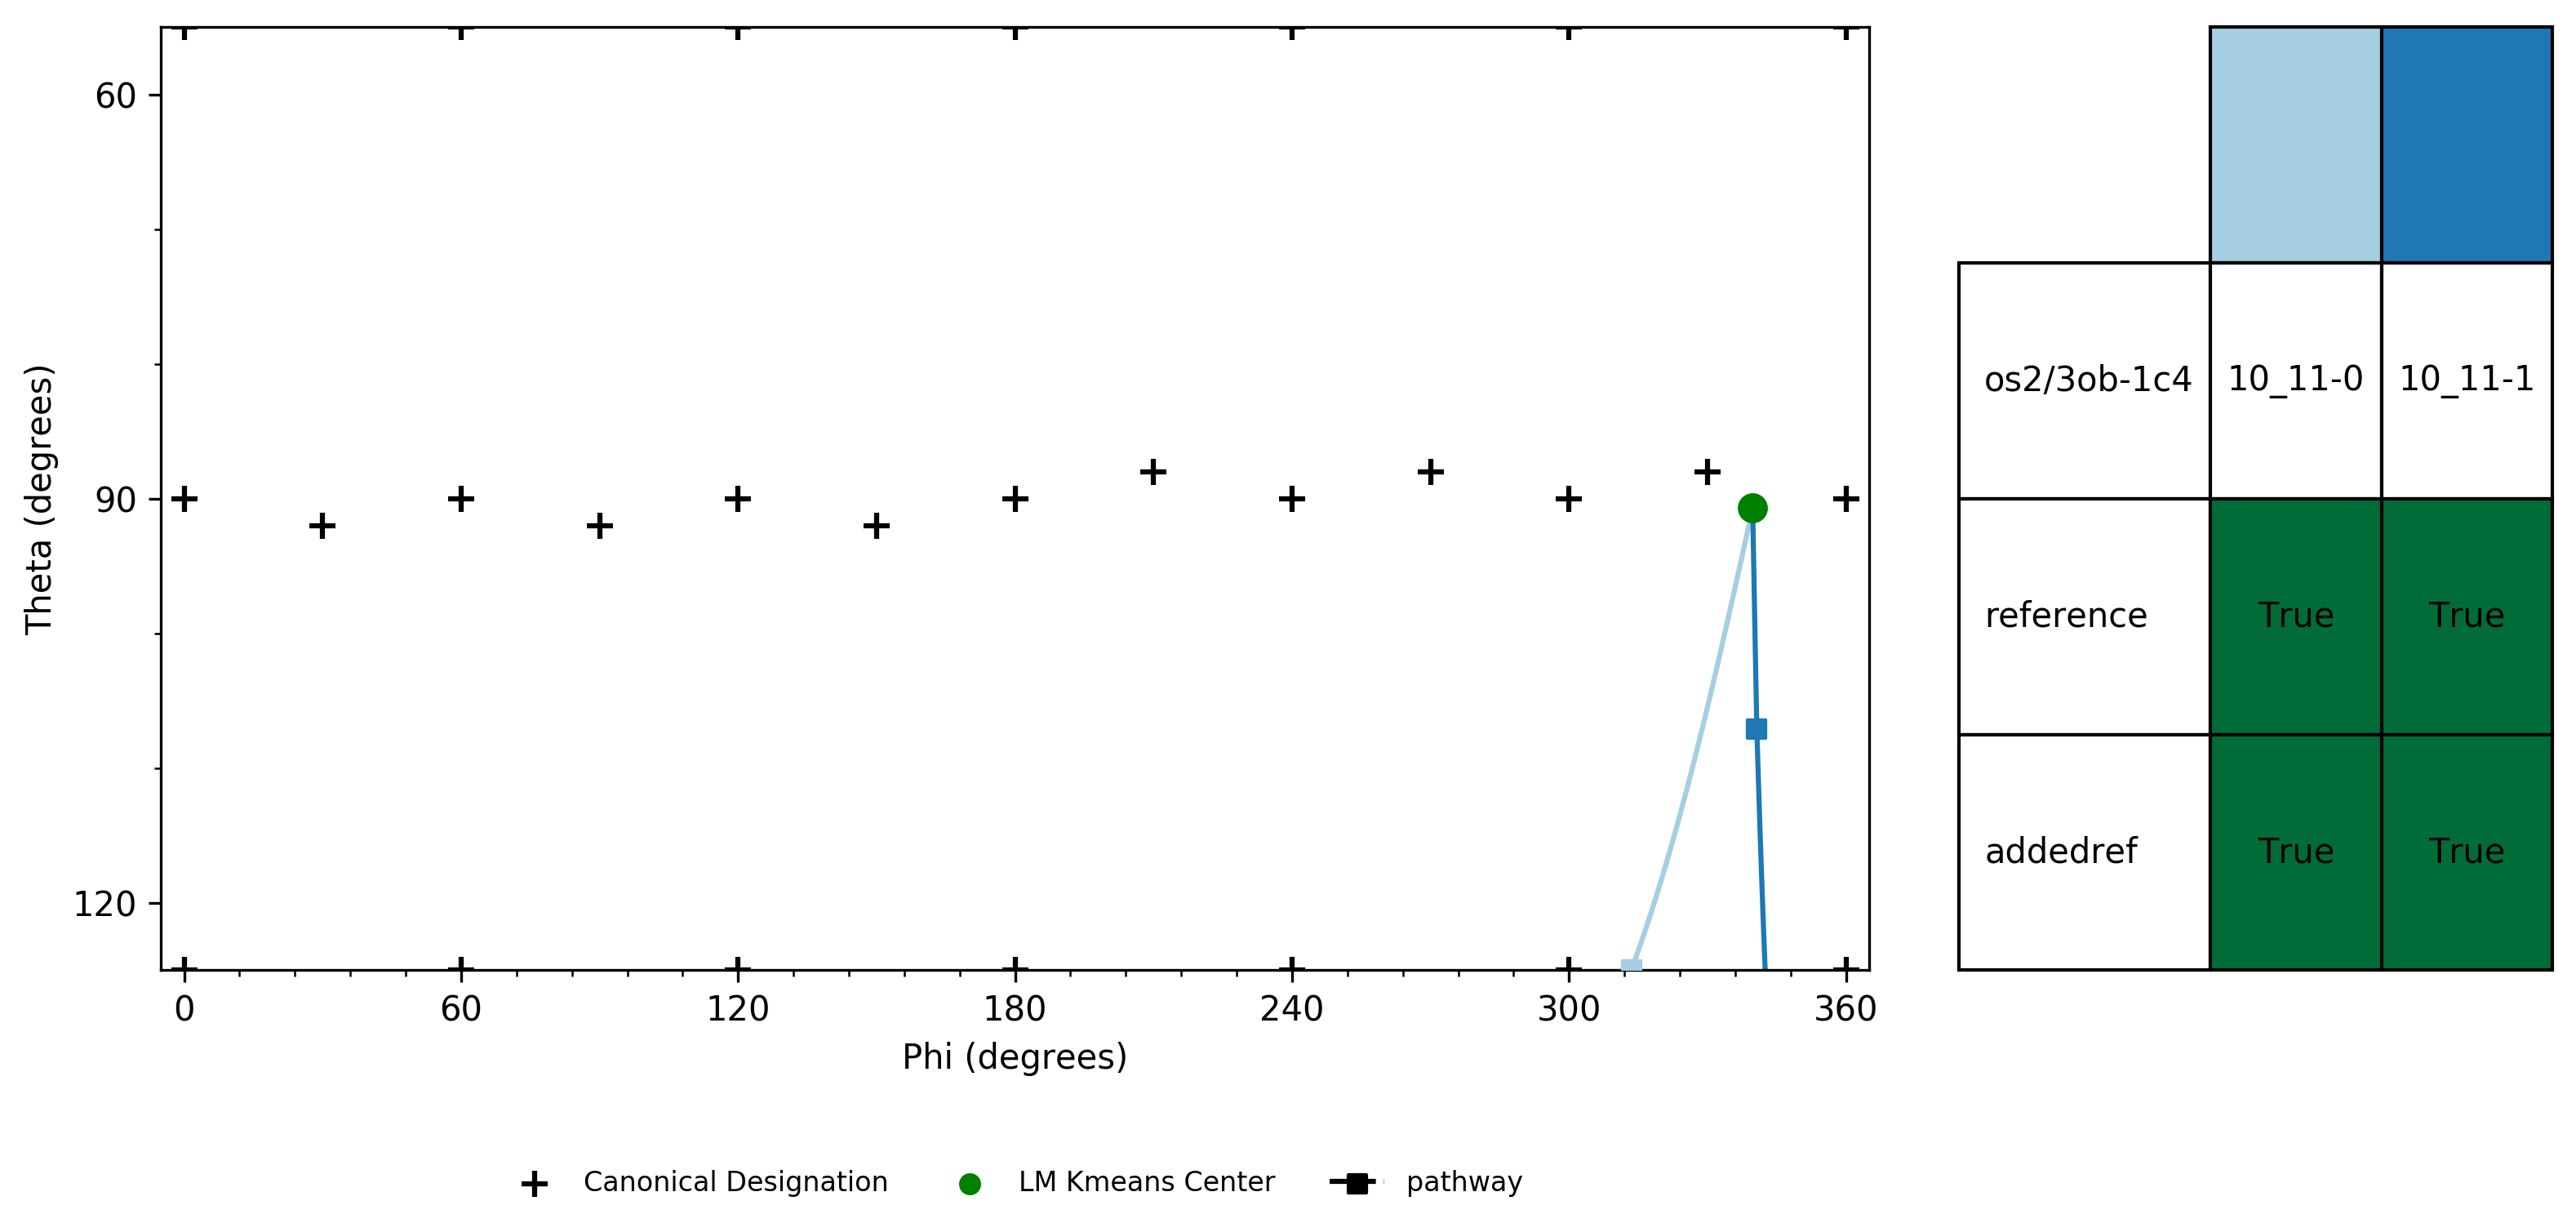 Theta (degrees)
60
90
120
0 60 120 180 240 300 360
Phi (degrees)
Canonical Designation LM Kmeans Center pathway
os2/3ob-1c4 10_11-0 10_11-1
reference True True
addedref True True